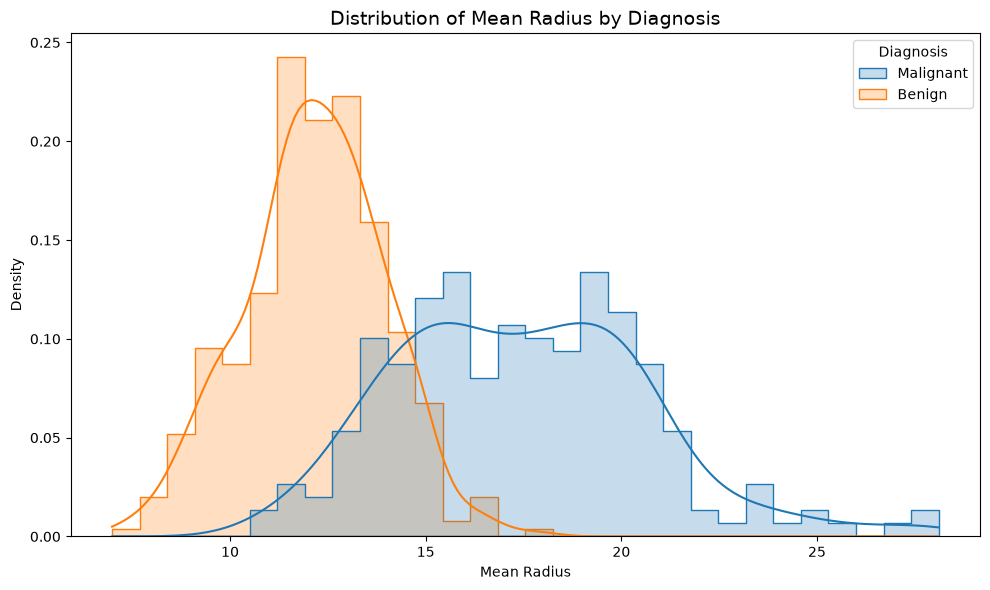 Distribution of Mean Radius by Diagnosis
Diagnosis
Malignant
Benign
Density
0.25
0.20
0.15
0.10
0.05
0.00
10
15
20
25
Mean Radius